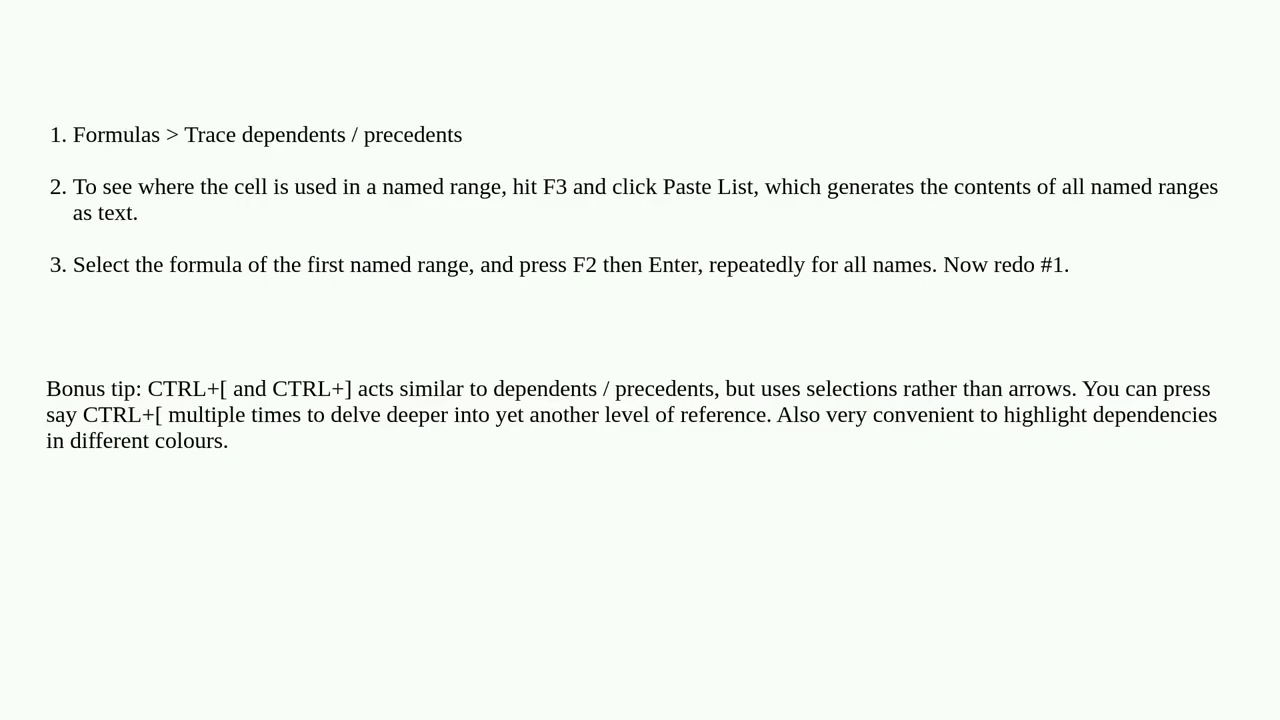 1. Formulas > Trace dependents / precedents
2. To see where the cell is used in a named range, hit F3 and click Paste List, which generates the contents of all named ranges
as text.
3. Select the formula of the first named range, and press F2 then Enter, repeatedly for all names. Now redo #1.
Bonus tip: CTRL+[ and CTRL+] acts similar to dependents / precedents, but uses selections rather than arrows. You can press
say CTRL+[ multiple times to delve deeper into yet another level of reference. Also very convenient to highlight dependencies
in different colours.